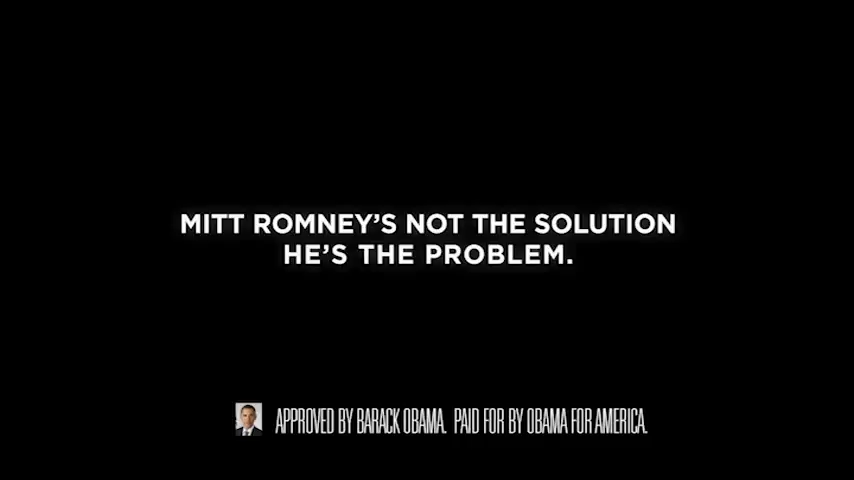 MITT ROMNEY'S NOT THE SOLUTION
HE'S THE PROBLEM.
APPROVED BY BARACK OBAMA. PAID FOR BY OBAMA FOR AMERICA.